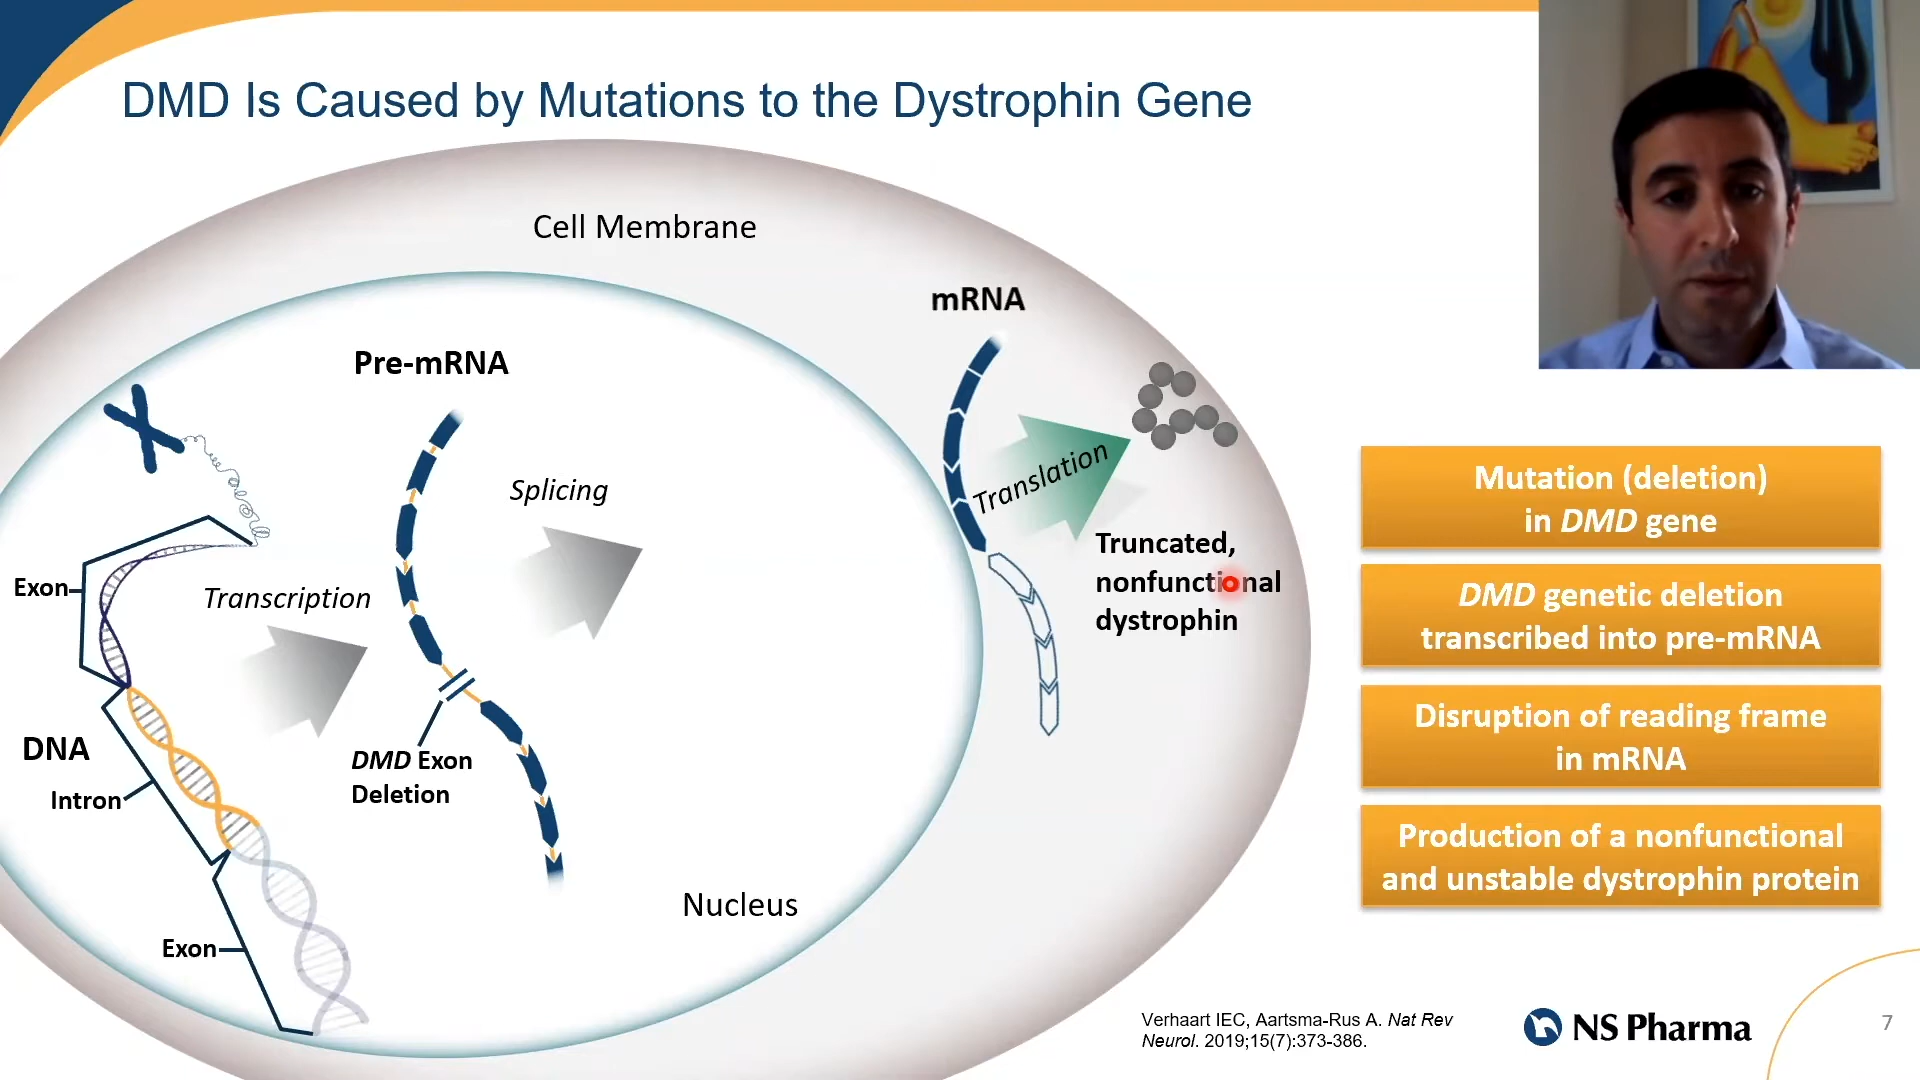 DMD Is Caused by Mutations to the Dystrophin Gene
Cell Membrane
mRNA
Pre-mRNA
Splicing
Translation
Exon
Transcription
Truncated,
nonfunctional
dystrophin
DNA
Intron
DMD Exon
Deletion
Nucleus
Exon
Mutation (deletion)
in DMD gene
DMD genetic deletion
transcribed into pre-mRNA
Disruption of reading frame
in mRNA
Production of a nonfunctional
and unstable dystrophin protein
Verhaart IEC, Aartsma-Rus A. Nat Rev
Neurol. 2019;15(7):373-386.
NS Pharma
7